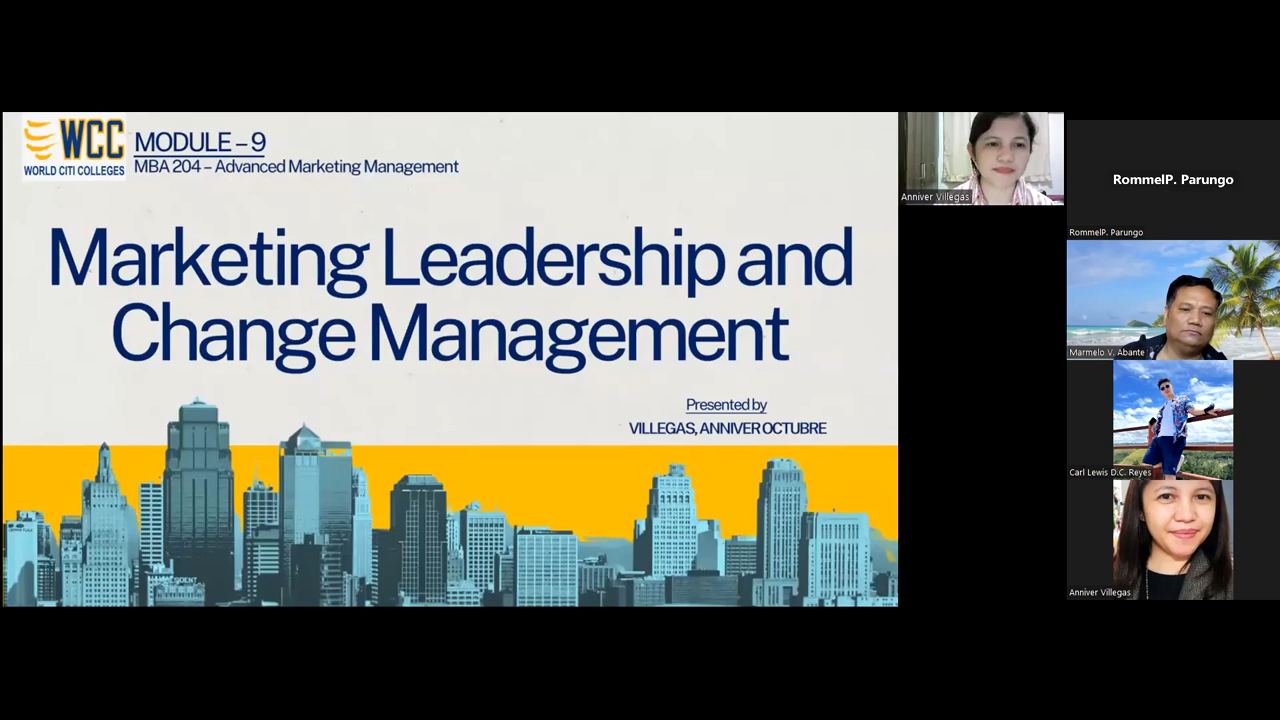 WCC
WORLD CITI COLLEGES
MODULE – 9
MBA 204 – Advanced Marketing Management
Marketing Leadership and
Change Management
Presented by
VILLEGAS, ANNIVER OCTUBRE
PRESIDENT
Anniver Villegas
RommelP. Parungo
RommelP. Parungo
Marmelo V. Abante
Carl Lewis D.C. Reyes
Anniver Villegas